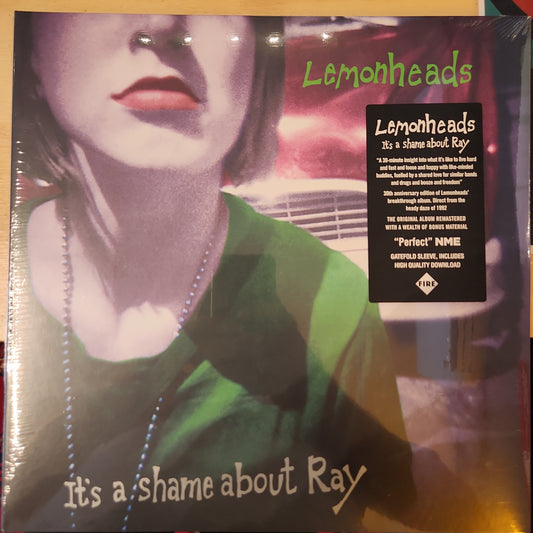 Lemonheads
Lemonheads
It's a shame about Ray
"A 30-minute insight into what it's like to live hard
and fast and loose and happy with like-minded
buddies, fuelled by a shared love for similar bands
and drugs and booze and freedom"
30th anniversary edition of Lemonheads'
breakthrough album. Direct from the
heady daze of 1992
THE ORIGINAL ALBUM REMASTERED
WITH A WEALTH OF BONUS MATERIAL
"Perfect" NME
GATEFOLD SLEEVE, INCLUDES
HIGH QUALITY DOWNLOAD
FIRE
It's a shame about Ray